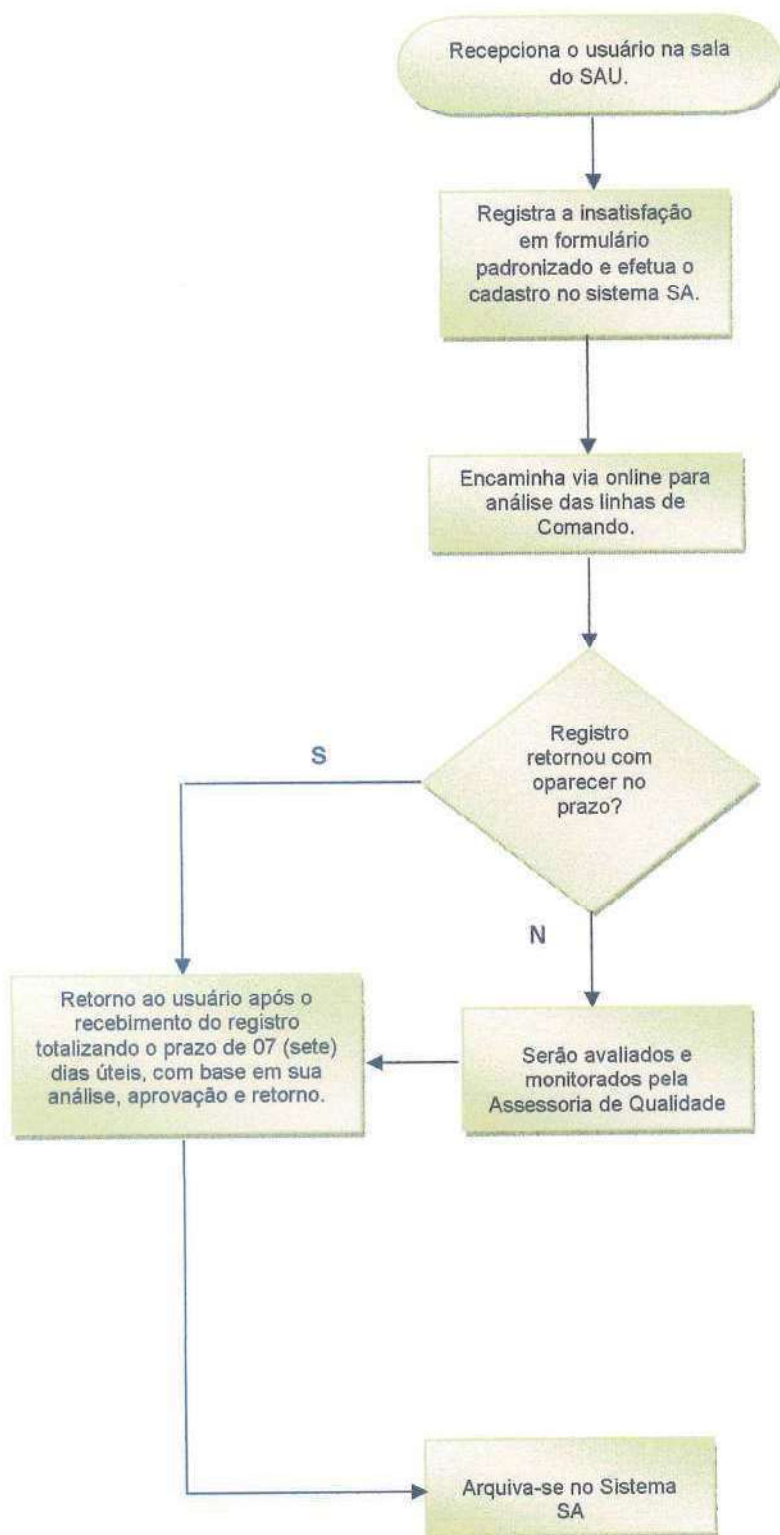 Recepciona o usuário na sala
do SAU.
Registra a insatisfação
em formulário
padronizado e efetua o
cadastro no sistema SA.
Encaminha via online para
análise das linhas de
Comando.
Registro
retornou com
oparecer no
prazo?
S
N
Retorno ao usuário após o
recebimento do registro
totalizando o prazo de 07 (sete)
dias úteis, com base em sua
análise, aprovação e retorno.
Serão avaliados e
monitorados pela
Assessoria de Qualidade
Arquiva-se no Sistema
SA